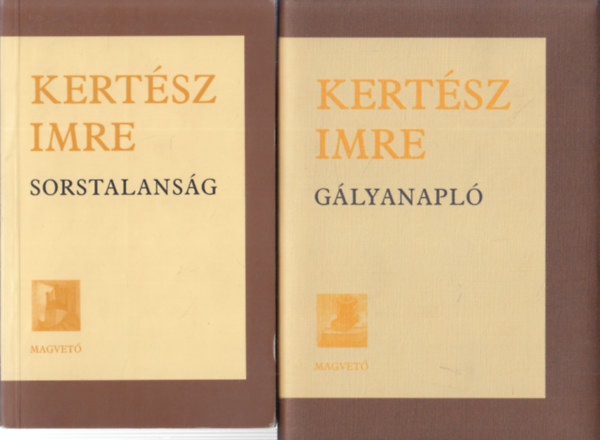 KERTÉSZ
IMRE
SORSTALANSÁG
MAGVETŐ
KERTÉSZ
IMRE
GÁLYANAPLÓ
MAGVETŐ